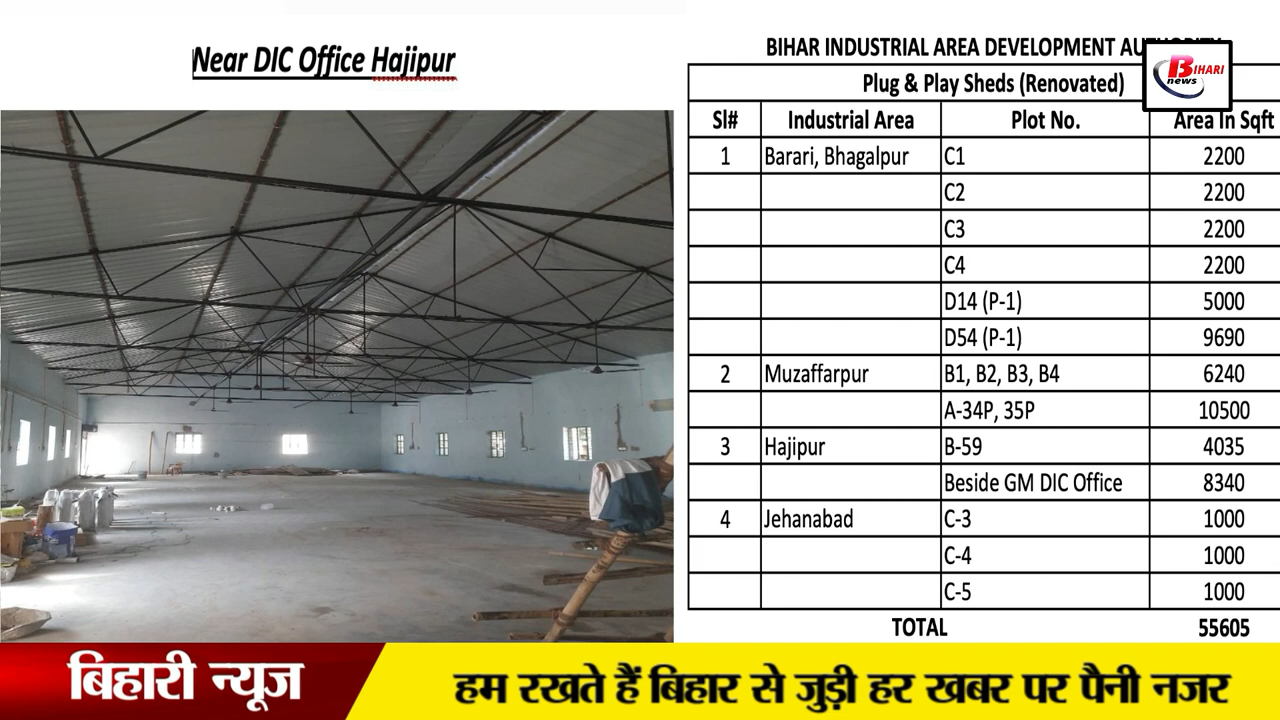 Near DIC Office Hajipur
BIHAR INDUSTRIAL AREA DEVELOPMENT
Plug & Play Sheds (Renovated)
BIHARI
news
Sl# Industrial Area Plot No. Area In Sqft
1 Barari, Bhagalpur C1 2200
C2 2200
C3 2200
C4 2200
D14 (P-1) 5000
D54 (P-1) 9690
2 Muzaffarpur B1, B2, B3, B4 6240
A-34P, 35P 10500
3 Hajipur B-59 4035
Beside GM DIC Office 8340
4 Jehanabad C-3 1000
C-4 1000
C-5 1000
TOTAL 55605
बिहारी न्यूज
हम रखते हैं बिहार से जुड़ी हर खबर पर पैनी नजर